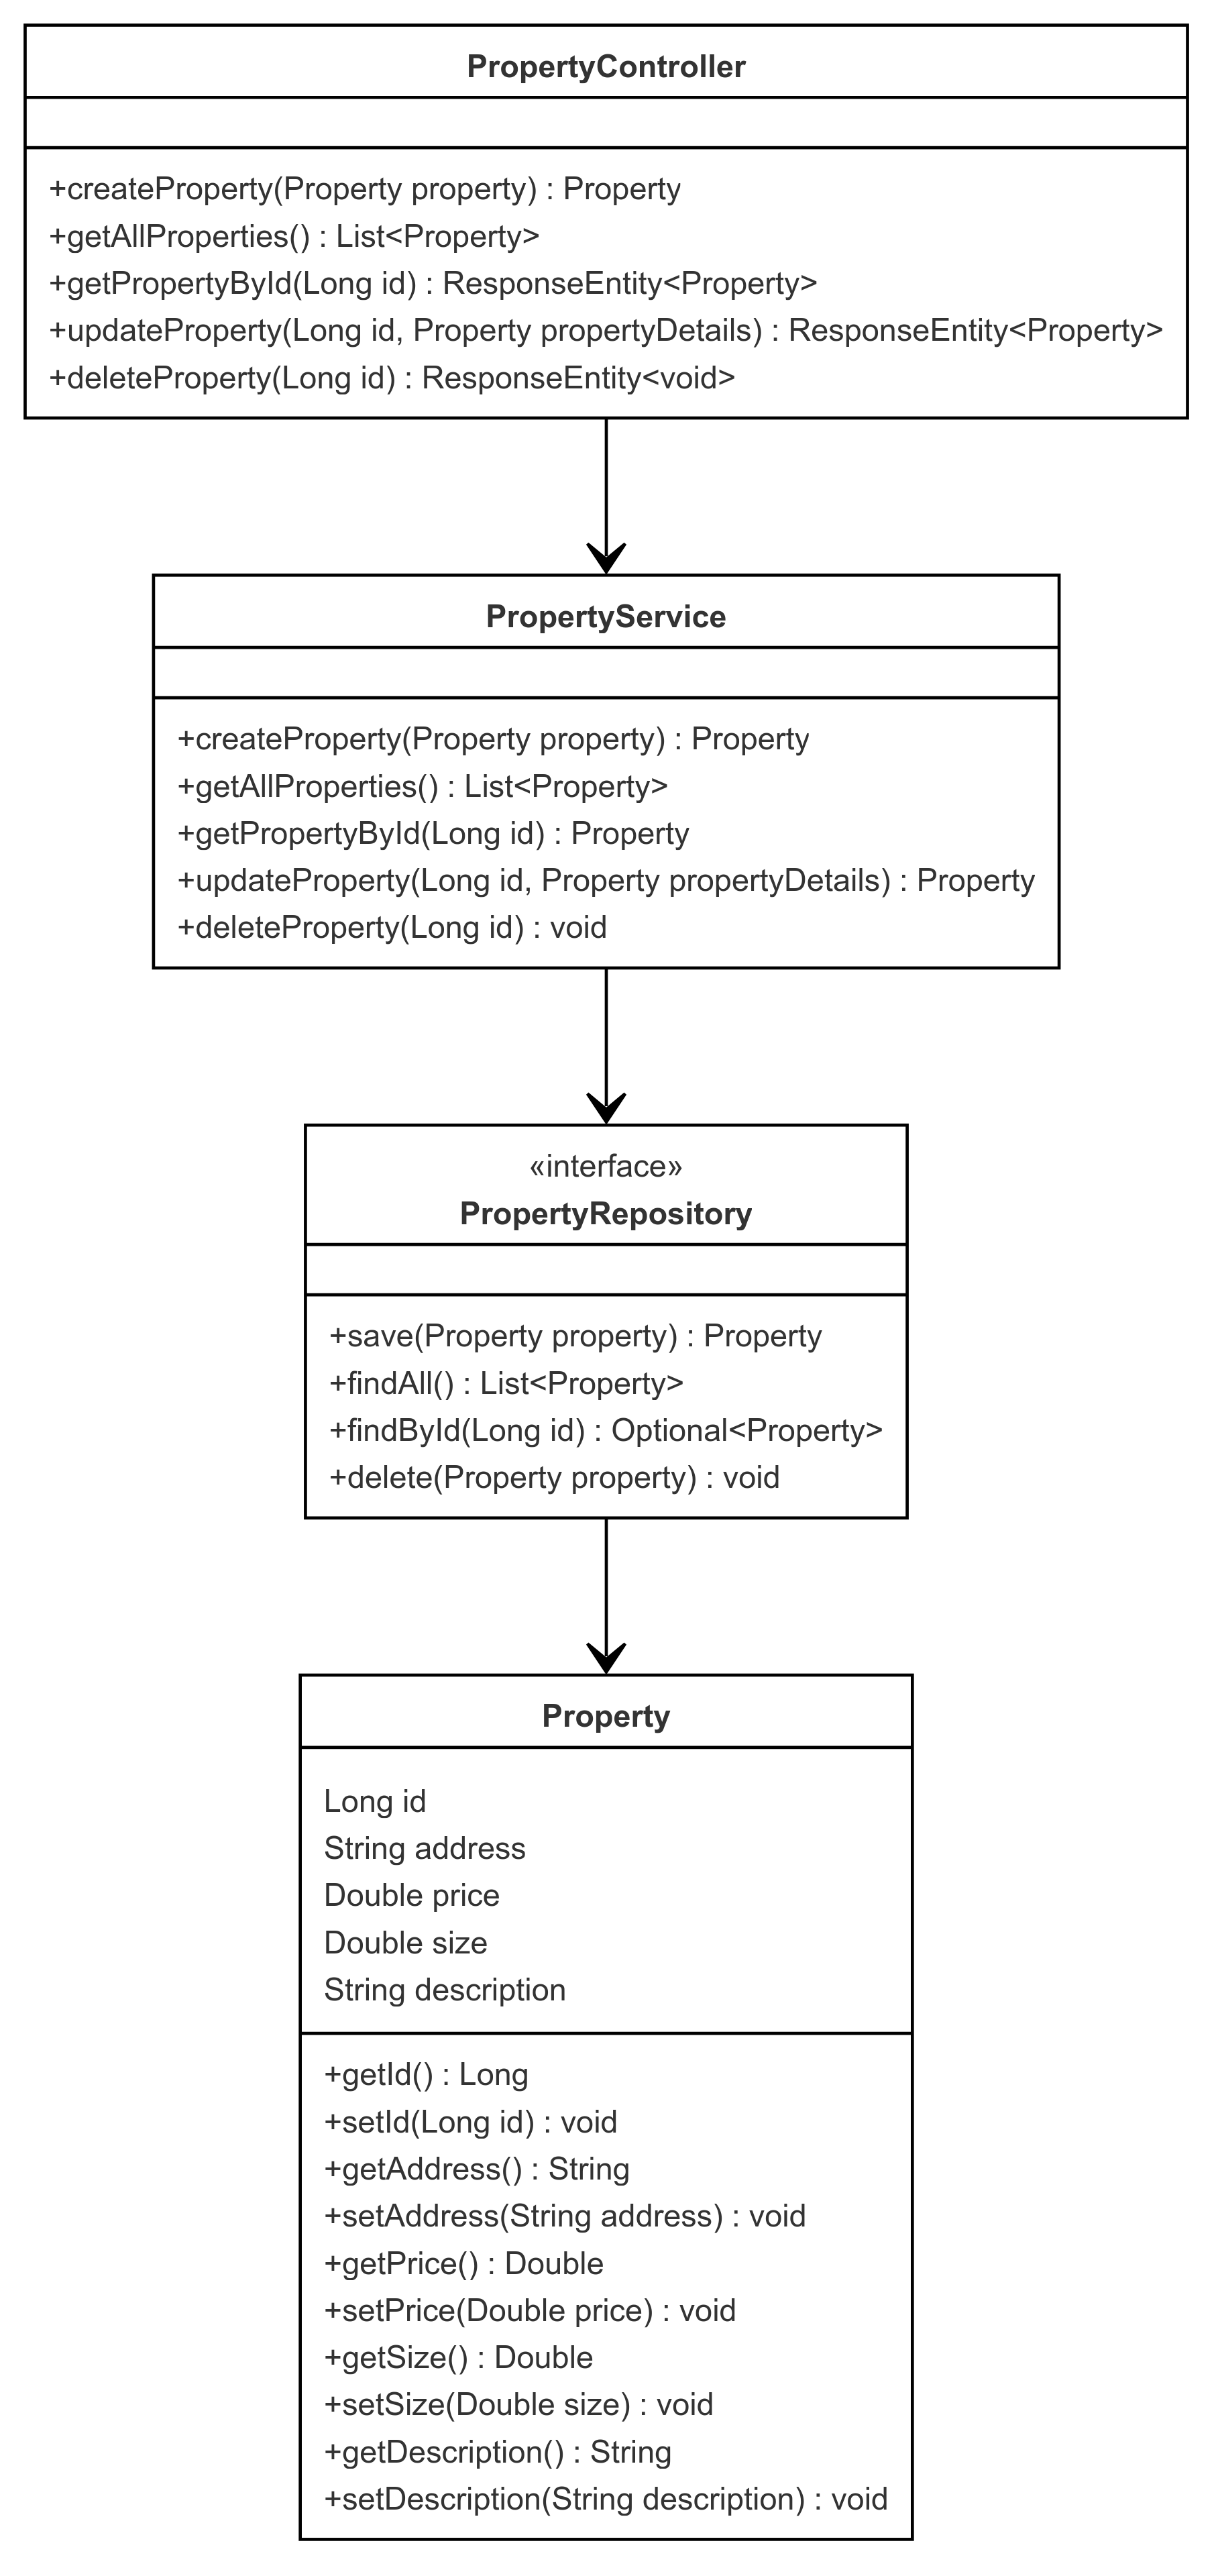 PropertyController
+createProperty(Property property) : Property
+getAllProperties() : List<Property>
+getPropertyById(Long id) : ResponseEntity<Property>
+updateProperty(Long id, Property propertyDetails) : ResponseEntity<Property>
+deleteProperty(Long id) : ResponseEntity<void>
PropertyService
+createProperty(Property property) : Property
+getAllProperties() : List<Property>
+getPropertyById(Long id) : Property
+updateProperty(Long id, Property propertyDetails) : Property
+deleteProperty(Long id) : void
«interface»
PropertyRepository
+save(Property property) : Property
+findAll() : List<Property>
+findById(Long id) : Optional<Property>
+delete(Property property) : void
Property
Long id
String address
Double price
Double size
String description
+getId() : Long
+setId(Long id) : void
+getAddress() : String
+setAddress(String address) : void
+getPrice() : Double
+setPrice(Double price) : void
+getSize() : Double
+setSize(Double size) : void
+getDescription() : String
+setDescription(String description) : void